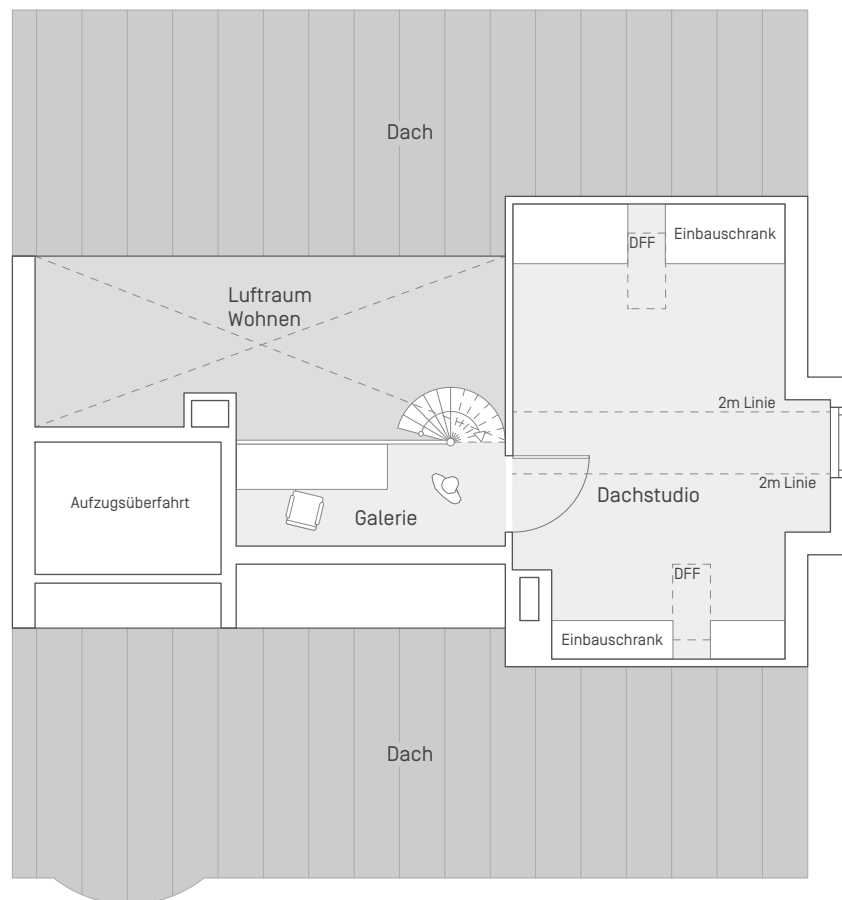 Dach
DFF
Einbauschrank
Luftraum
Wohnen
2m Linie
2m Linie
Dachstudio
Aufzugsüberfahrt
Galerie
DFF
Einbauschrank
Dach